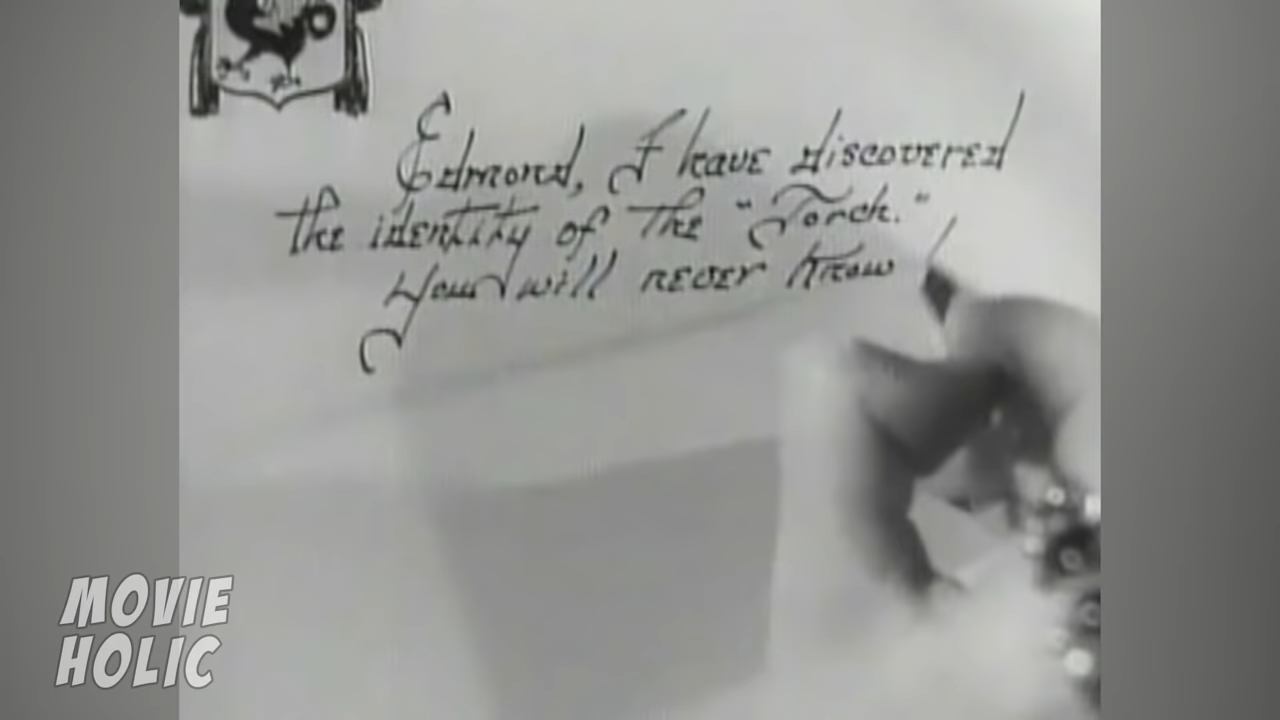 Edmond, I have discovered
the identity of the "Torch."
You will never know!
MOVIE
HOLIC